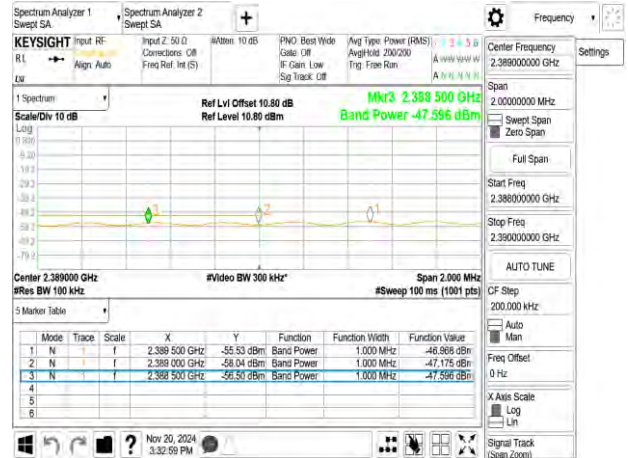 Spectrum Analyzer 1
Swept SA
Spectrum Analyzer 2
Swept SA
+
Frequency
Settings
KEYSIGHT
RL
Input: RF
Align: Auto
Input Z: 50 Ω
Corrections: Off
Freq Ref: Int (S)
#Atten: 10 dB
PNO: Best Wide
Gate: Off
IF Gain: Low
Sig Track: Off
Avg Type: Power (RMS)
Avg|Hold: 200/200
Trig: Free Run
Center Frequency
2.389000000 GHz
Span
2.00000000 MHz
Swept Span
Zero Span
Full Span
Start Freq
2.388000000 GHz
Stop Freq
2.390000000 GHz
AUTO TUNE
CF Step
200.000 kHz
Auto
Man
Freq Offset
0 Hz
X Axis Scale
Log
Lin
Signal Track
(Span Zoom)
1 Spectrum
Scale/Div 10 dB
Log
Ref Lvl Offset 10.80 dB
Ref Level 10.80 dBm
Mkr3 2.388 500 GHz
Band Power -47.596 dBm
3
2
1
Center 2.389000 GHz
#Res BW 100 kHz
#Video BW 300 kHz*
Span 2.000 MHz
#Sweep 100 ms (1001 pts)
5 Marker Table
Mode Trace Scale X Y Function Function Width Function Value
1 N 1 f 2.389 500 GHz -55.53 dBm Band Power 1.000 MHz -46.966 dBm
2 N 1 f 2.389 000 GHz -58.04 dBm Band Power 1.000 MHz -47.175 dBm
3 N 1 f 2.388 500 GHz -56.50 dBm Band Power 1.000 MHz -47.596 dBm
4
5
6
?
Nov 20, 2024
3:32:59 PM